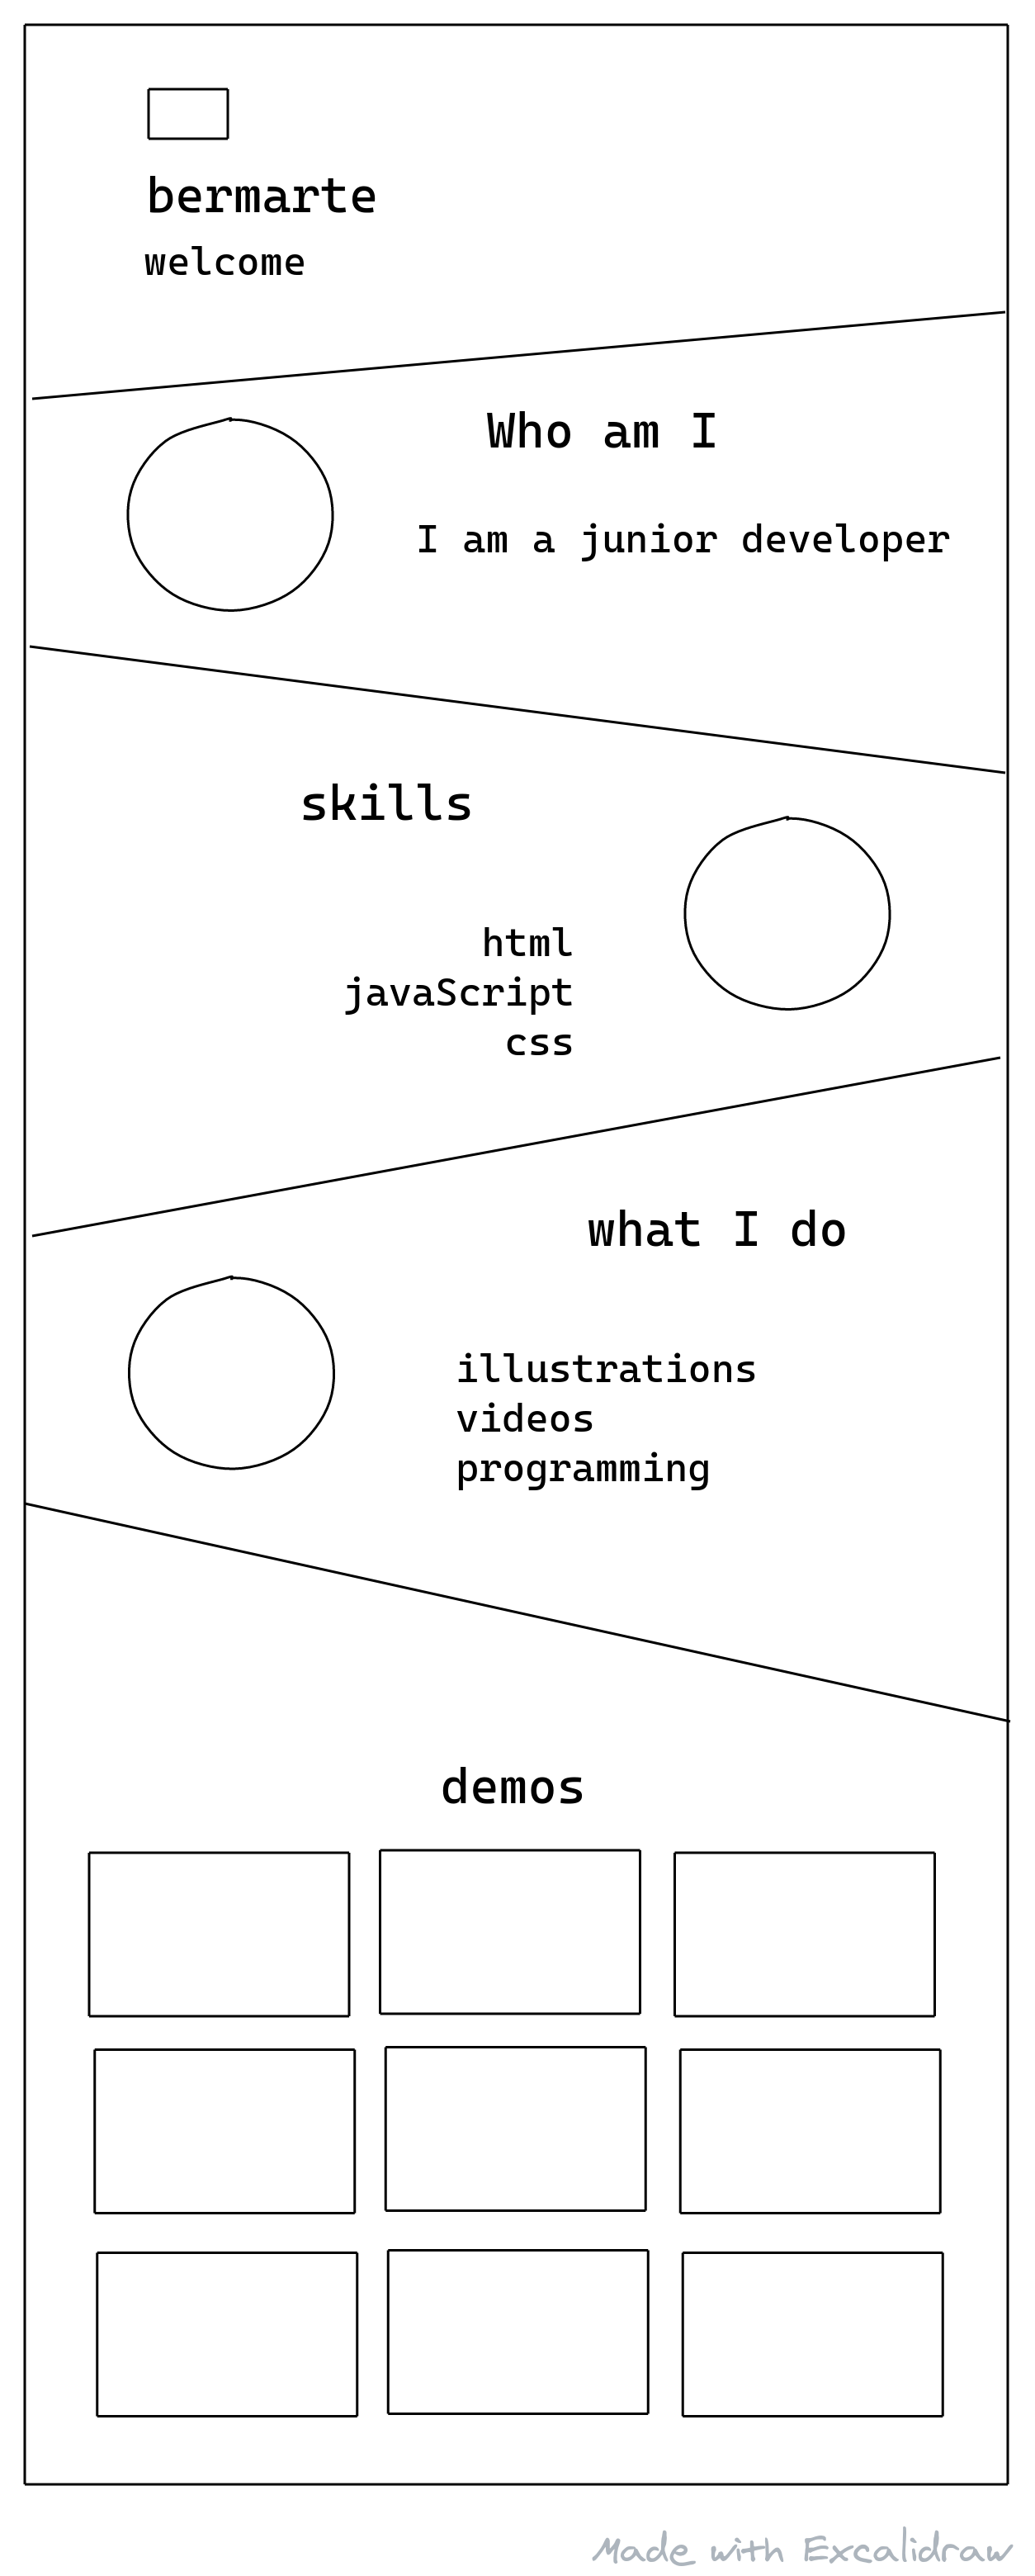 bermarte
welcome
Who am I
I am a junior developer
skills
html
javaScript
css
what I do
illustrations
videos
programming
demos
Made with Excalidraw